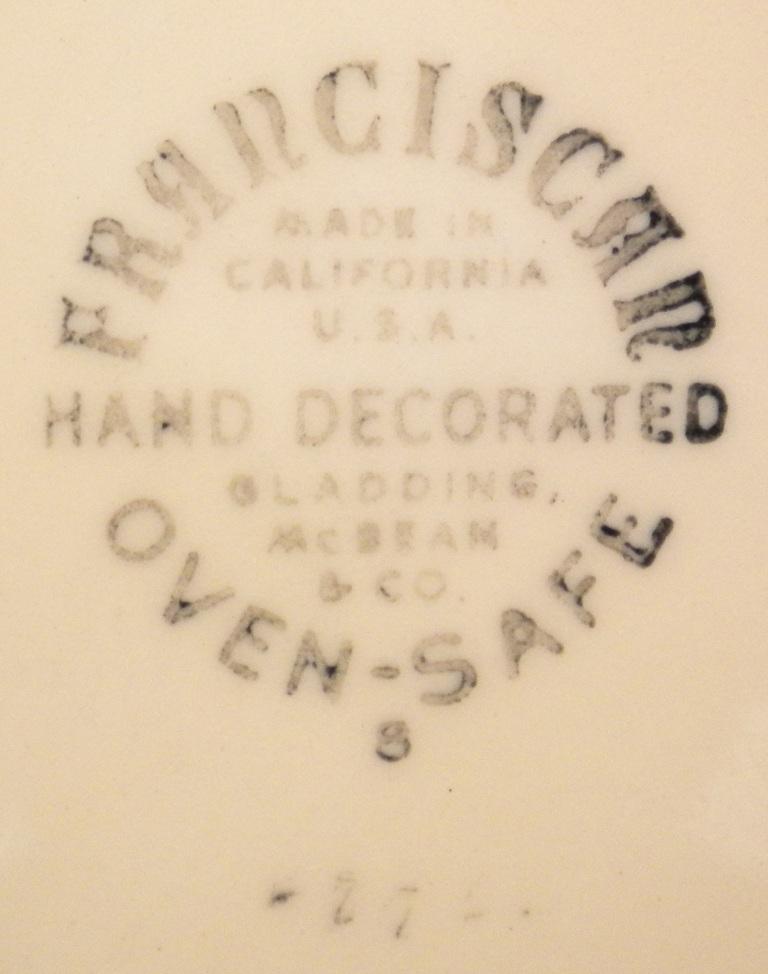 FRANCISCAN
MADE IN
CALIFORNIA
U.S.A.
HAND DECORATED
GLADDING,
McBEAN
& CO.
OVEN-SAFE
8